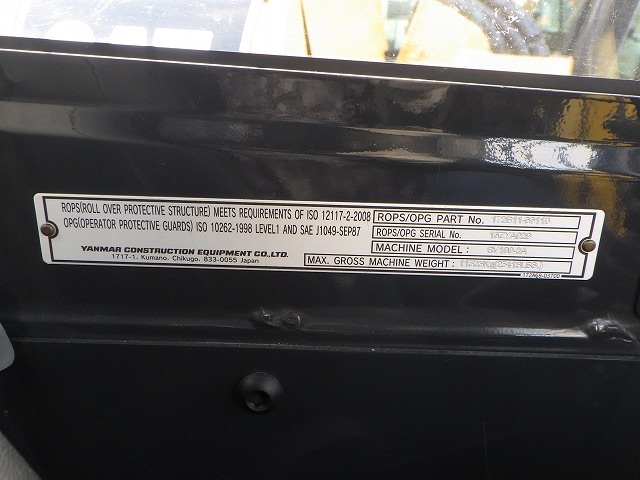 ROPS(ROLL OVER PROTECTIVE STRUCTURE) MEETS REQUIREMENTS OF ISO 12117-2-2008
OPG(OPERATOR PROTECTIVE GUARDS) ISO 10262-1998 LEVEL1 AND SAE J1049-SEP87
YANMAR CONSTRUCTION EQUIPMENT CO.,LTD.
1717-1. Kumano. Chikugo. 833-0055 Japan.
ROPS/OPG PART No.
ROPS/OPG SERIAL No.
MACHINE MODEL :
MAX. GROSS MACHINE WEIGHT :
172A69-03700